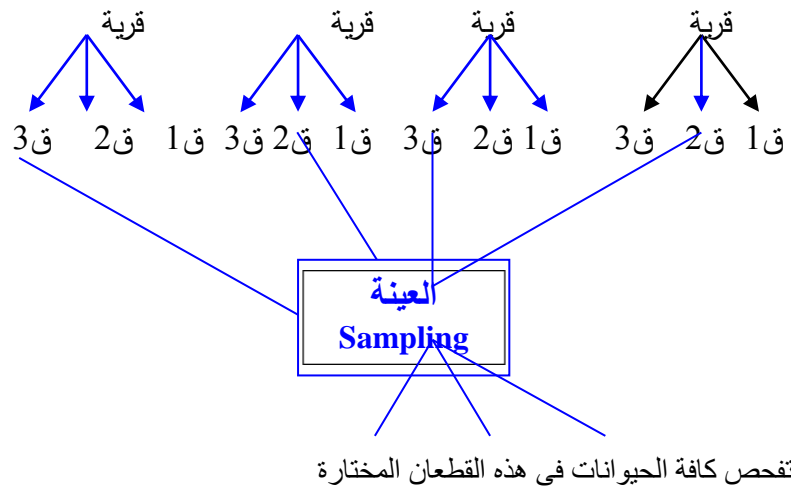 قرية قرية قرية قرية
ق1 ق2 ق3 ق1 ق2 ق3 ق1 ق2 ق3 ق1 ق2 ق3
العينة
Sampling
تفحص كافة الحيوانات في هذه القطعان المختارة